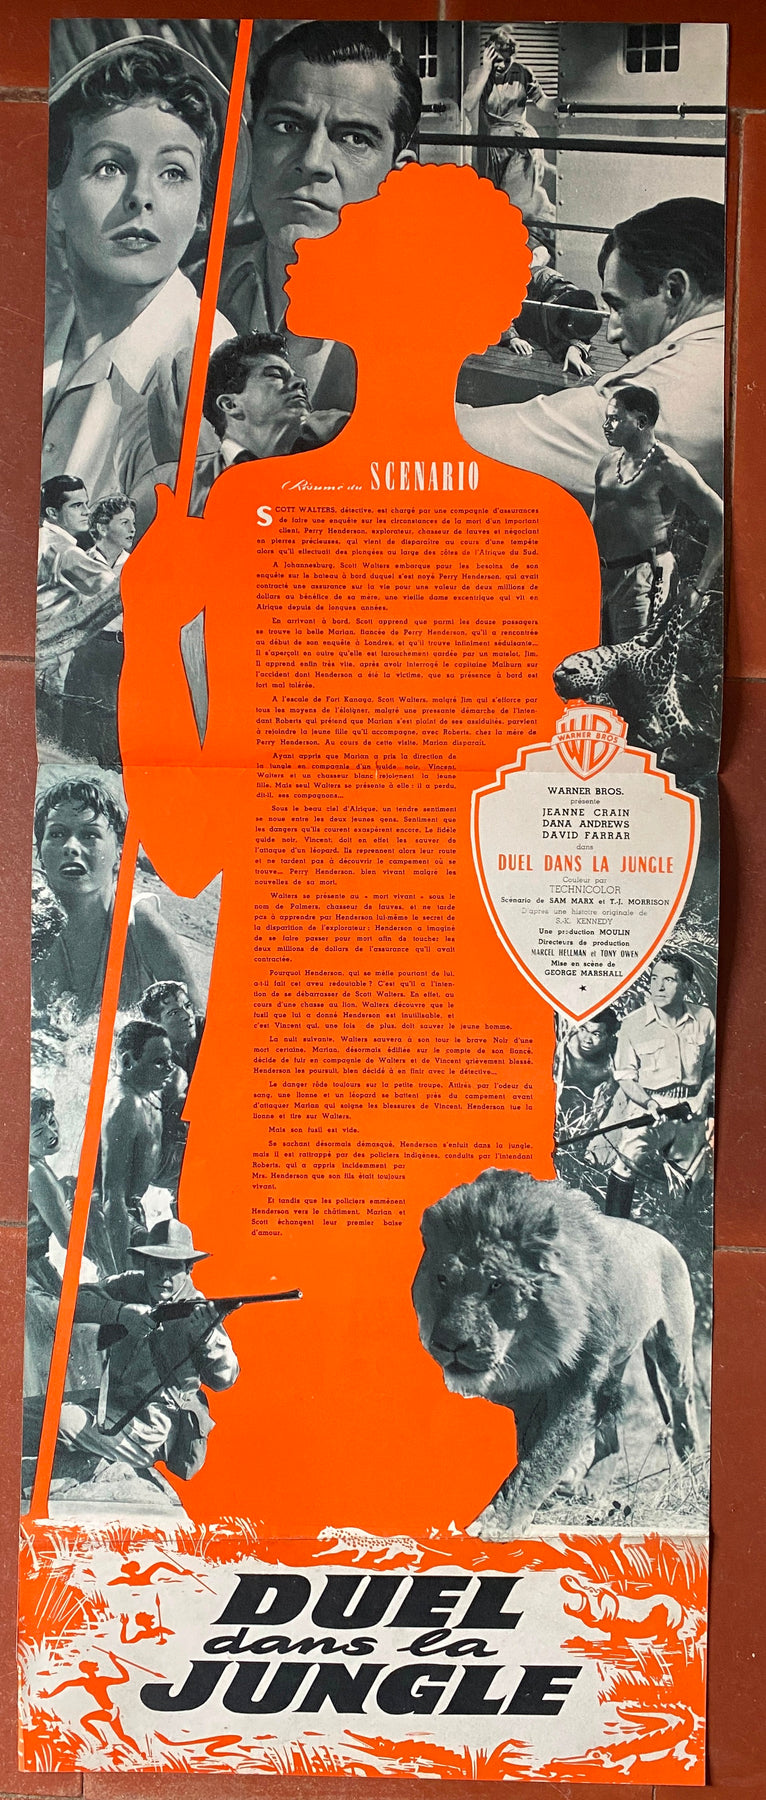 Résumé du SCENARIO
SCOTT WALTERS, détective, est chargé par une compagnie d'assurances
de faire une enquête sur les circonstances de la mort d'un important
client, Perry Henderson, explorateur, chasseur de fauves et négociant
en pierres précieuses, qui vient de disparaître au cours d'une tempête
alors qu'il effectuait des plongées au large des côtes de l'Afrique du Sud.
A Johannesburg, Scott Walters embarque pour les besoins de son
enquête sur le bateau à bord duquel s'est noyé Perry Henderson, qui avait
contracté une assurance sur la vie pour une valeur de deux millions de
dollars au bénéfice de sa mère, une vieille dame excentrique qui vit en
Afrique depuis de longues années.
En arrivant à bord, Scott apprend que parmi les douze passagers
se trouve la belle Marian, fiancée de Perry Henderson, qu'il a rencontrée
au début de son enquête à Londres, et qu'il trouve infiniment séduisante...
Il s'aperçoit en outre qu'elle est farouchement gardée par un matelot, Jim.
Il apprend enfin très vite, après avoir interrogé le capitaine Malburn sur
l'accident dont Henderson a été la victime, que sa présence à bord est
fort mal tolérée.
A l'escale de Fort Kanaga, Scott Walters, malgré Jim qui s'efforce par
tous les moyens de l'éloigner, malgré une pressante démarche de l'inten-
dant Roberts qui prétend que Marian s'est plaint de ses assiduités, parvient
à rejoindre la jeune fille qu'il accompagne, avec Roberts, chez la mère de
Perry Henderson. Au cours de cette visite, Marian disparaît.
Ayant appris que Marian a pris la direction de
la jungle en compagnie d'un guide noir, Vincent,
Walters et un chasseur blanc rejoignent la jeune
fille. Mais seul Walters se présente à elle : il a perdu,
dit-il, ses compagnons...
Sous le beau ciel d'Afrique, un tendre sentiment
se noue entre les deux jeunes gens. Sentiment que
les dangers qu'ils courent exaspèrent encore. Le fidèle
guide noir, Vincent, doit en effet les sauver de
l'attaque d'un léopard. Ils reprennent alors leur route
et ne tardent pas à découvrir le campement où se
trouve... Perry Henderson, bien vivant malgré les
nouvelles de sa mort.
Walters se présente au « mort vivant » sous le
nom de Palmers, chasseur de fauves, et ne tarde
pas à apprendre par Henderson lui-même le secret de
la disparition de l'explorateur : Henderson a imaginé
de se faire passer pour mort afin de toucher les
deux millions de dollars de l'assurance qu'il avait
contractée.
Pourquoi Henderson, qui se méfie pourtant de lui,
a-t-il fait cet aveu redoutable ? C'est qu'il a l'inten-
tion de se débarrasser de Scott Walters. En effet, au
cours d'une chasse au lion, Walters découvre que le
fusil que lui a donné Henderson est inutilisable, et
c'est Vincent qui, une fois de plus, doit sauver le jeune homme.
La nuit suivante, Walters sauvera à son tour le brave Noir d'une
mort certaine. Marian, désormais édifiée sur le compte de son fiancé,
décide de fuir en compagnie de Walters et de Vincent grièvement blessé.
Henderson les poursuit, bien décidé à en finir avec le détective...
Le danger rôde toujours sur la petite troupe. Attirés par l'odeur du
sang, une lionne et un léopard se battent près du campement avant
d'attaquer Marian qui soigne les blessures de Vincent. Henderson tue la
lionne et tire sur Walters.
Mais son fusil est vide.
Se sachant désormais démasqué, Henderson s'enfuit dans la jungle,
mais il est rattrapé par des policiers indigènes, conduits par l'intendant
Roberts, qui a appris incidemment par
Mrs. Henderson que son fils était toujours
vivant.
Et tandis que les policiers emmènent
Henderson vers le châtiment, Marian et
Scott échangent leur premier baise
d'amour.
WB
WARNER BROS
WARNER BROS.
présente
JEANNE CRAIN
DANA ANDREWS
DAVID FARRAR
dans
DUEL DANS LA JUNGLE
Couleur par
TECHNICOLOR
Scénario de SAM MARX et T.-J. MORRISON
D'après une histoire originale de
S.-K. KENNEDY
Une production MOULIN
Directeurs de production
MARCEL HELLMAN et TONY OWEN
Mise en scène de
GEORGE MARSHALL
DUEL
dans la
JUNGLE